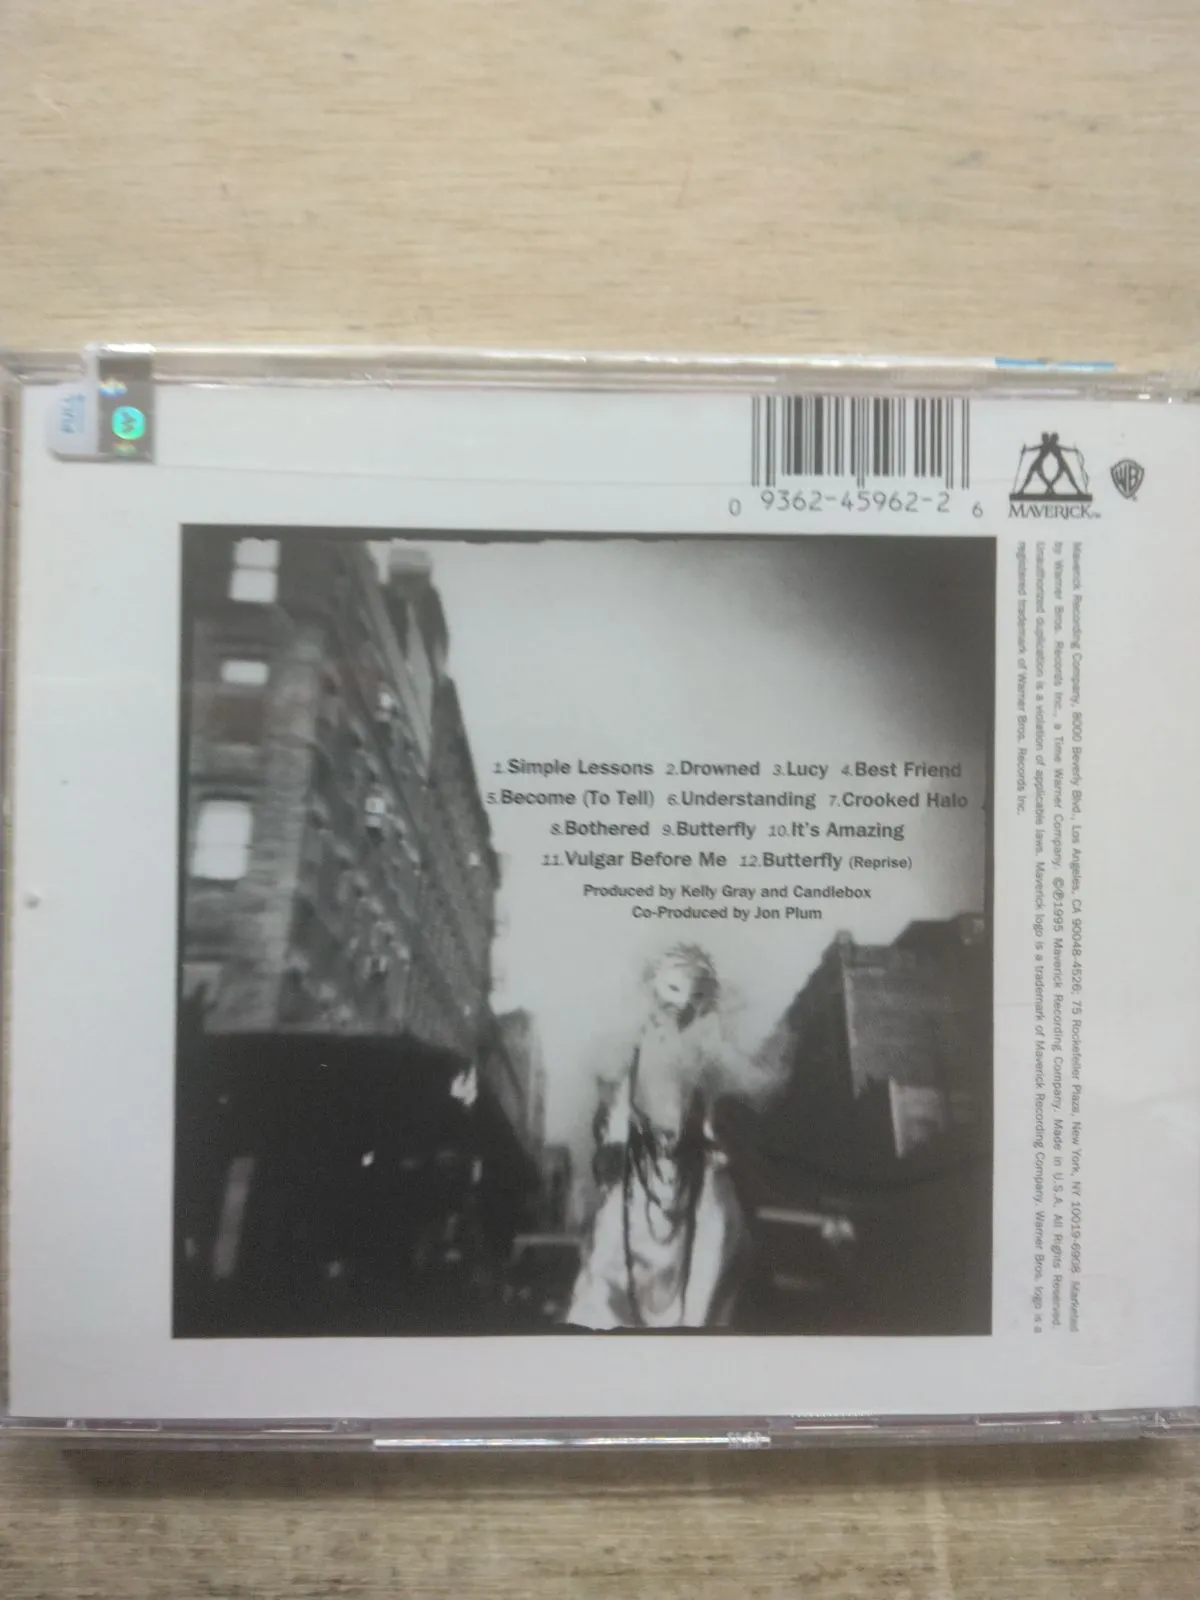 0 9362-45962-2 6
MAVERICK™
WB
1.Simple Lessons 2.Drowned 3.Lucy 4.Best Friend
5.Become (To Tell) 6.Understanding 7.Crooked Halo
8.Bothered 9.Butterfly 10.It's Amazing
11.Vulgar Before Me 12.Butterfly (Reprise)
Produced by Kelly Gray and Candlebox
Co-Produced by Jon Plum
Maverick Recording Company, 8000 Beverly Blvd., Los Angeles, CA 90048-4526; 75 Rockefeller Plaza, New York, NY 10019-6908. Marketed
by Warner Bros. Records Inc., a Time Warner Company. ©℗1995 Maverick Recording Company. Made in U.S.A. All Rights Reserved.
Unauthorized duplication is a violation of applicable laws. Maverick logo is a trademark of Maverick Recording Company. Warner Bros. logo is a
registered trademark of Warner Bros. Records Inc.